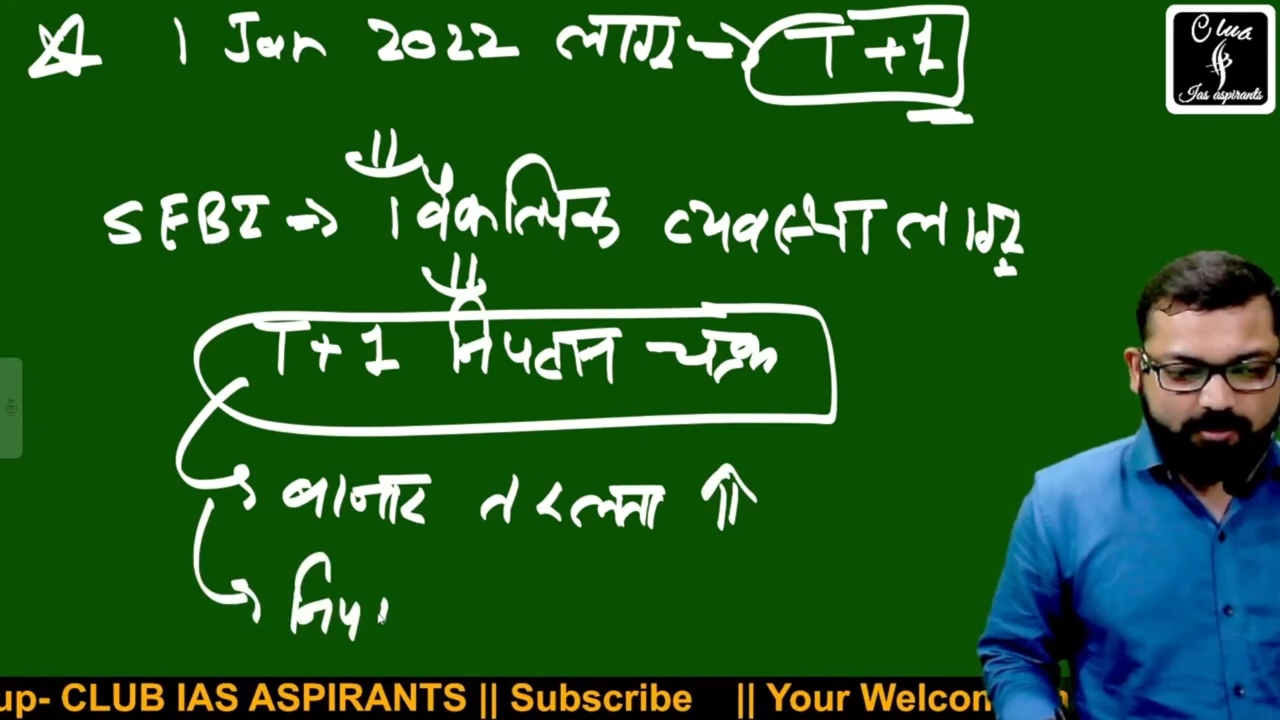 1 Jan 2022 लागू → T+1
SEBI ⇒ वैकल्पिक व्यवस्था लागू
T+1 निपटान चक्र
बाजार तरलता ⇑
निप
Club
Ias aspirants
up- CLUB IAS ASPIRANTS || Subscribe || Your Welcom